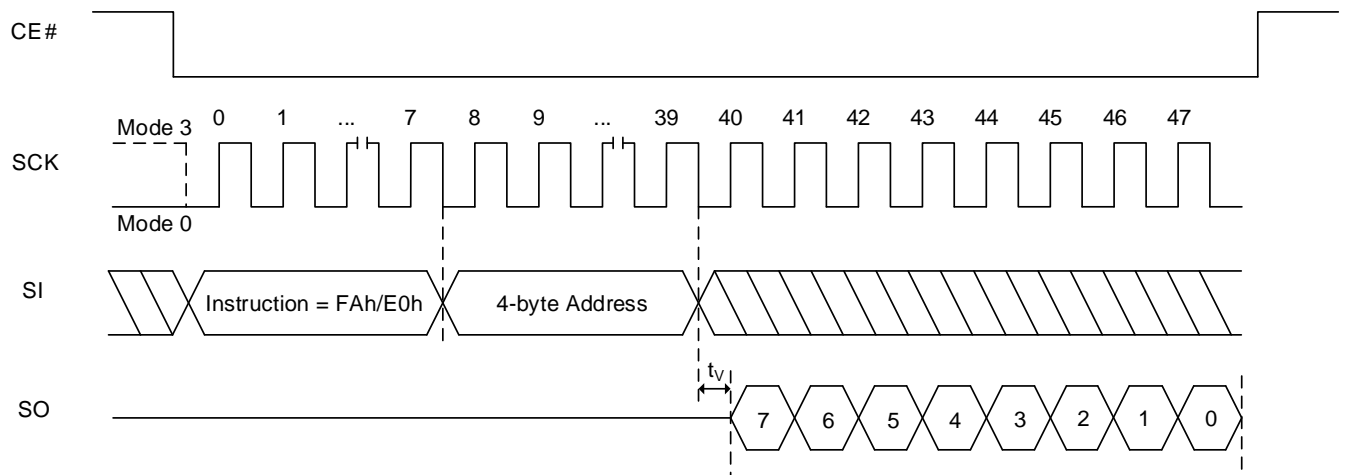 CE#
Mode 3 0 1 ... 7 8 9 ... 39 40 41 42 43 44 45 46 47
SCK
Mode 0
SI Instruction = FAh/E0h 4-byte Address
tV
SO 7 6 5 4 3 2 1 0